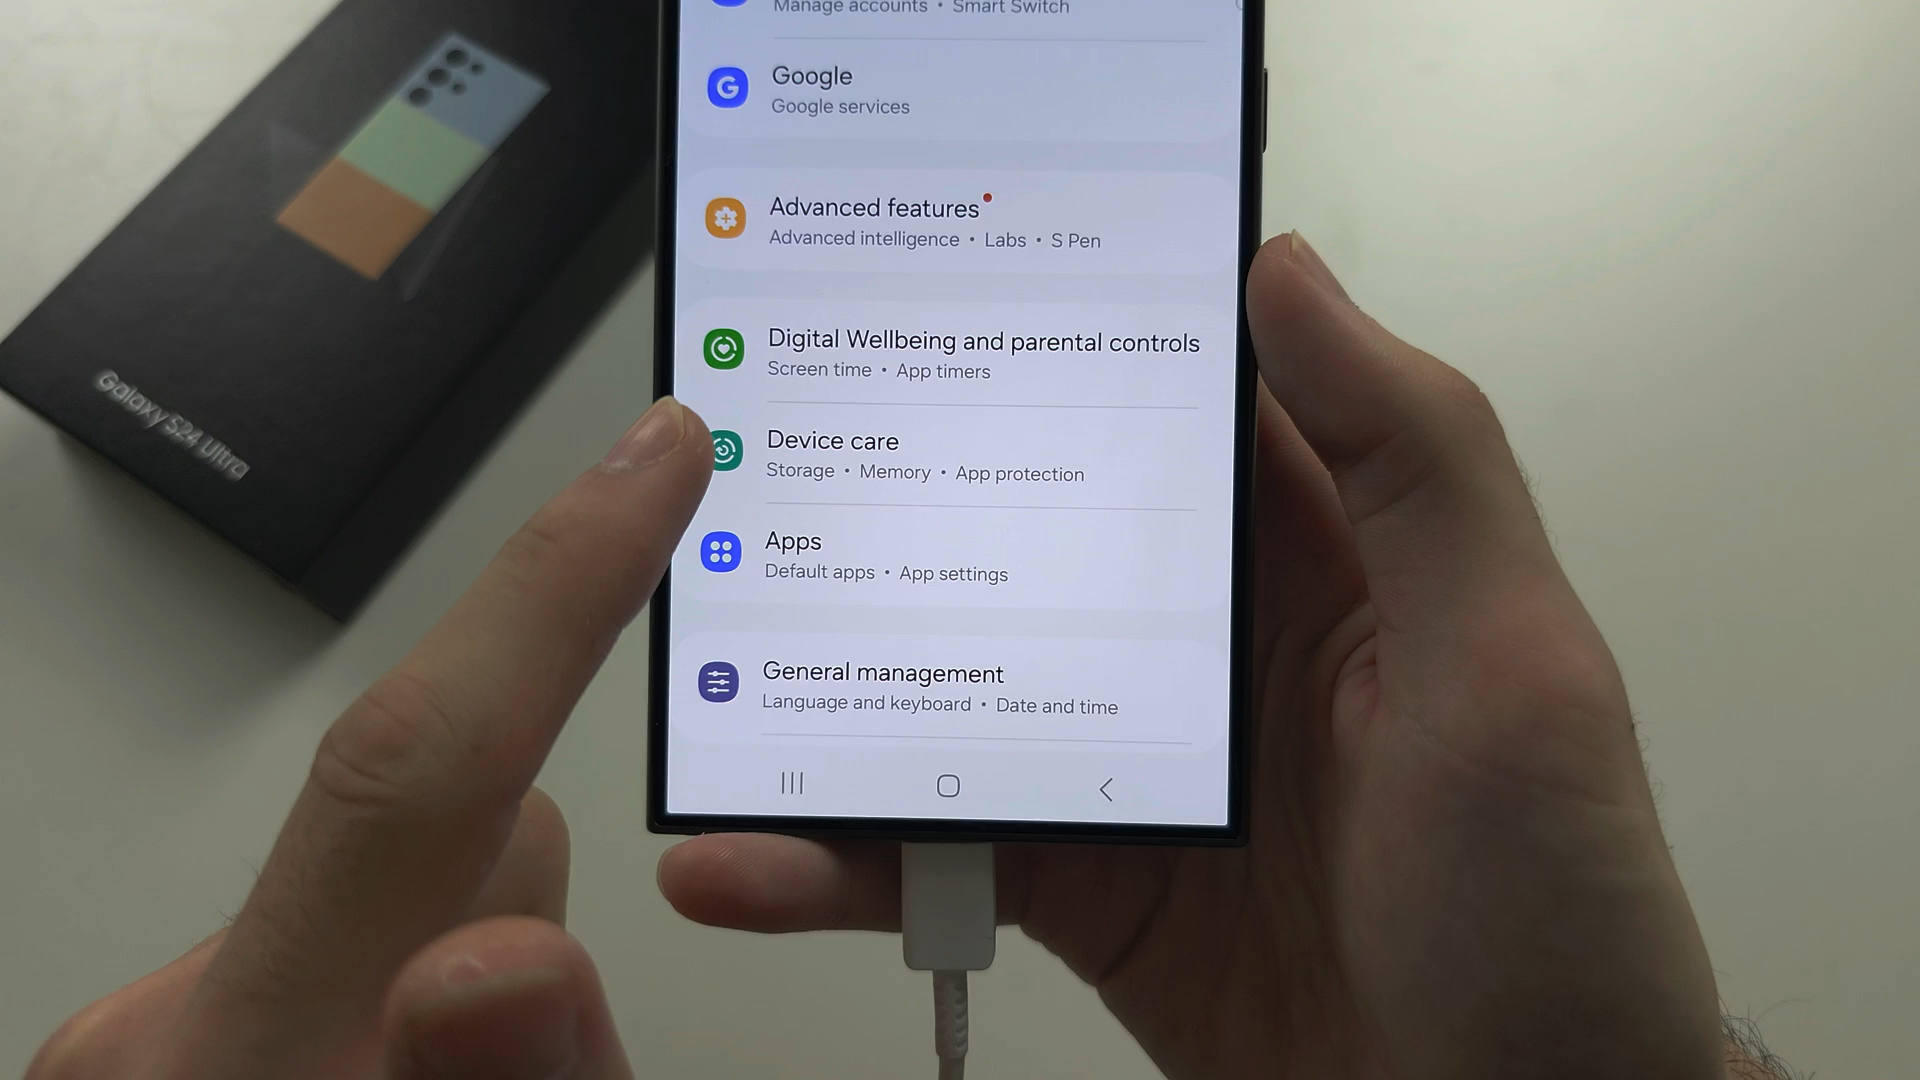 Manage accounts • Smart Switch
Google
Google services
Advanced features
Advanced intelligence • Labs • S Pen
Digital Wellbeing and parental controls
Screen time • App timers
Device care
Storage • Memory • App protection
Apps
Default apps • App settings
General management
Language and keyboard • Date and time
Galaxy S24 Ultra